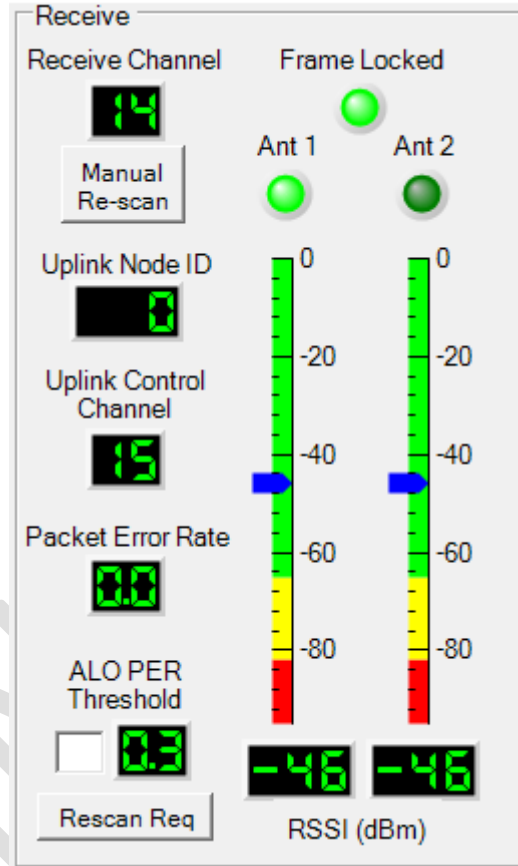 Receive
Receive Channel
14
Manual
Re-scan
Uplink Node ID
0
Uplink Control
Channel
15
Packet Error Rate
0.0
ALO PER
Threshold
0.3
Rescan Req
Frame Locked
Ant 1 Ant 2
0 0
-20 -20
-40 -40
-60 -60
-80 -80
-46 -46
RSSI (dBm)